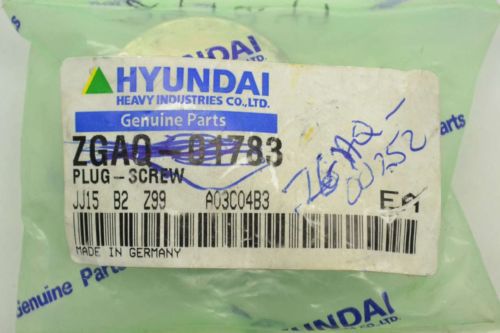 HYUNDAI
HEAVY INDUSTRIES CO.,LTD.
Genuine Parts
ZGAQ-01783
PLUG-SCREW
ZGAQ-
00252
JJ15 B2 Z99 A03C04B3 EA
MADE IN GERMANY
Genuine Parts
HYUNDAI